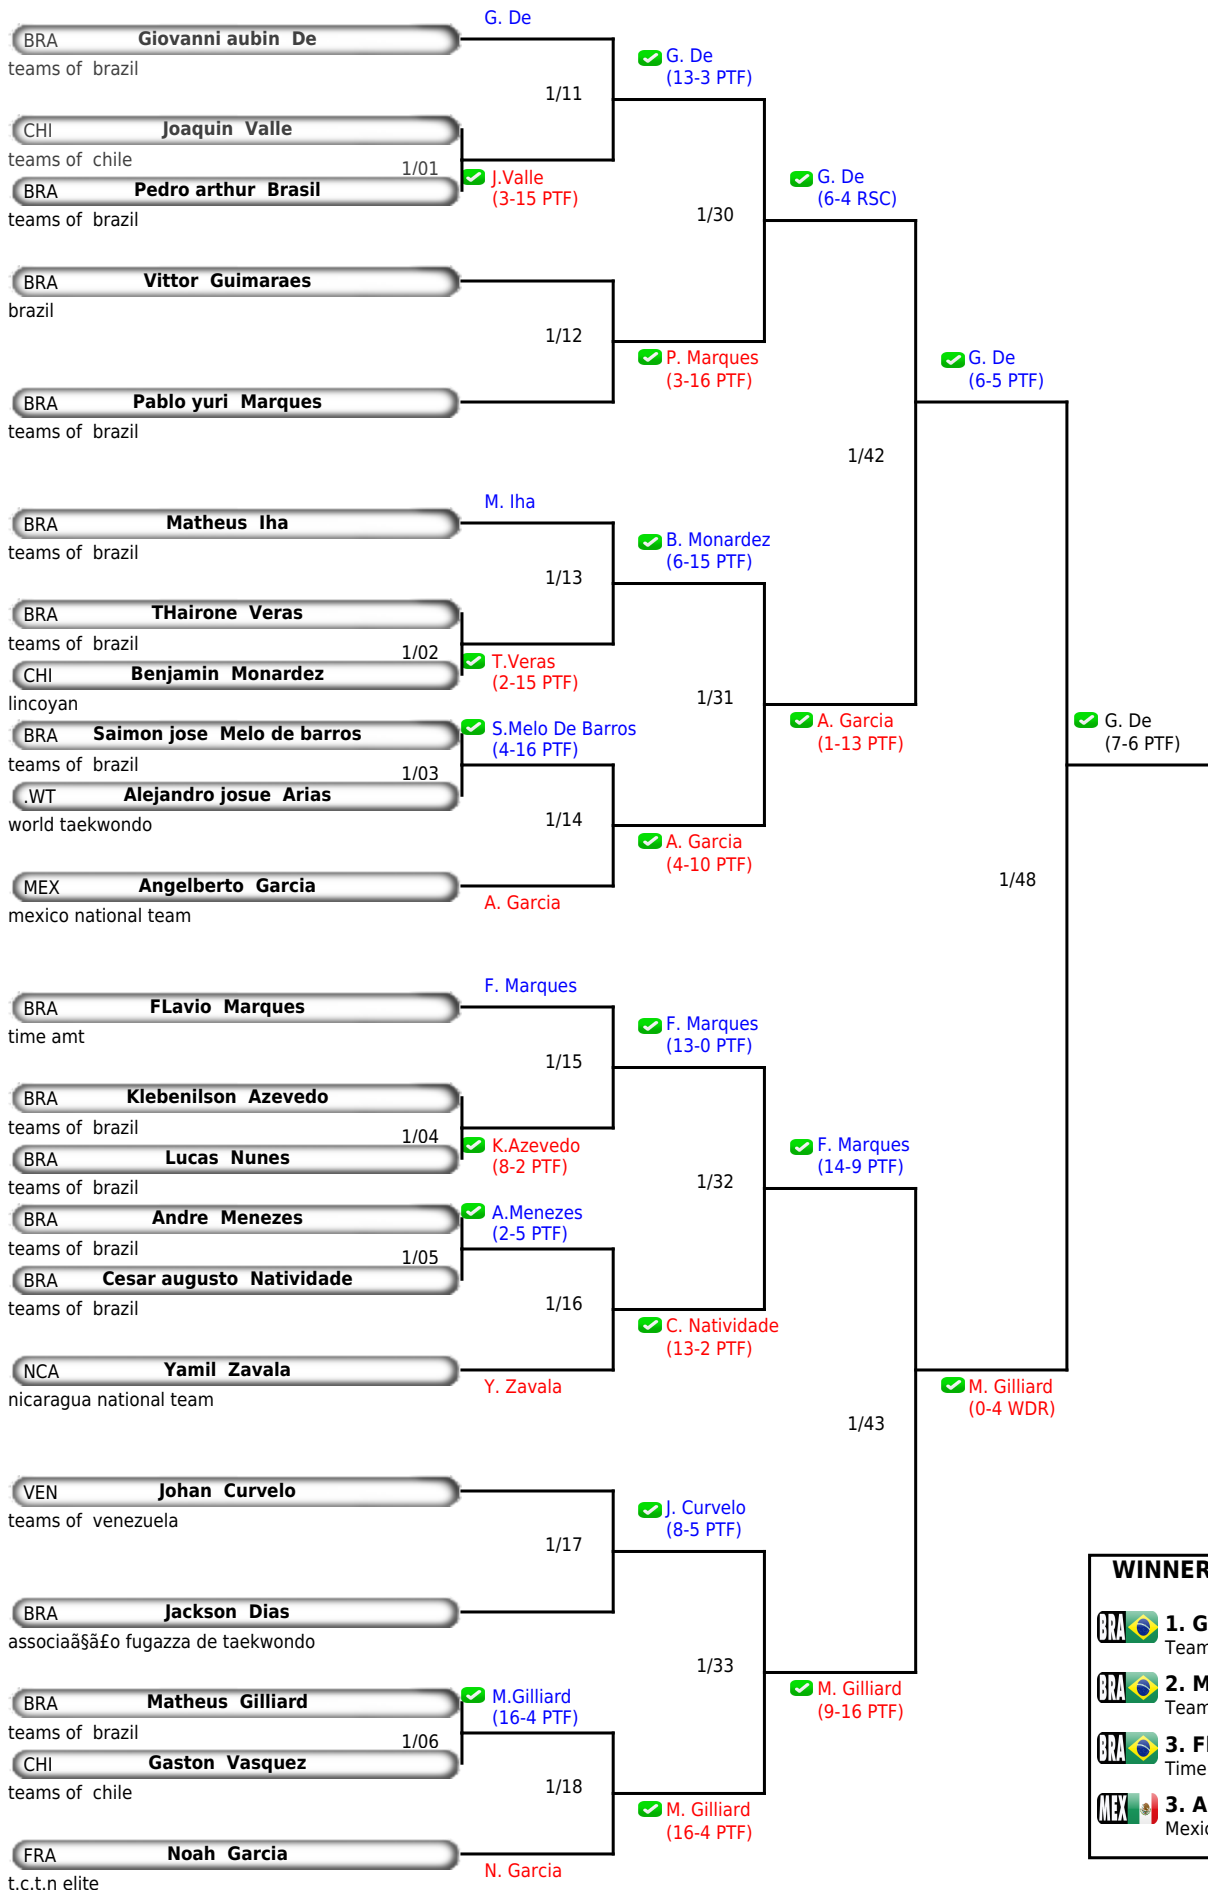 G. De
BRA Giovanni aubin De
teams of brazil
G. De
(13-3 PTF)
1/11
CHI Joaquin Valle
teams of chile
1/01
J.Valle
(3-15 PTF)
BRA Pedro arthur Brasil
teams of brazil
G. De
(6-4 RSC)
1/30
BRA Vittor Guimaraes
brazil
1/12
P. Marques
(3-16 PTF)
G. De
(6-5 PTF)
BRA Pablo yuri Marques
teams of brazil
1/42
M. Iha
BRA Matheus Iha
teams of brazil
B. Monardez
(6-15 PTF)
1/13
BRA THairone Veras
teams of brazil
1/02
T.Veras
(2-15 PTF)
CHI Benjamin Monardez
lincoyan
1/31
BRA Saimon jose Melo de barros
teams of brazil
S.Melo De Barros
(4-16 PTF)
A. Garcia
(1-13 PTF)
G. De
(7-6 PTF)
1/03
.WT Alejandro josue Arias
world taekwondo
1/14
A. Garcia
(4-10 PTF)
MEX Angelberto Garcia
mexico national team
A. Garcia
1/48
F. Marques
BRA FLavio Marques
time amt
F. Marques
(13-0 PTF)
1/15
BRA Klebenilson Azevedo
teams of brazil
1/04
K.Azevedo
(8-2 PTF)
BRA Lucas Nunes
teams of brazil
F. Marques
(14-9 PTF)
1/32
BRA Andre Menezes
teams of brazil
A.Menezes
(2-5 PTF)
1/05
BRA Cesar augusto Natividade
teams of brazil
1/16
C. Natividade
(13-2 PTF)
NCA Yamil Zavala
nicaragua national team
Y. Zavala
M. Gilliard
(0-4 WDR)
1/43
VEN Johan Curvelo
teams of venezuela
J. Curvelo
(8-5 PTF)
1/17
BRA Jackson Dias
associaã§ã£o fugazza de taekwondo
1/33
BRA Matheus Gilliard
teams of brazil
M.Gilliard
(16-4 PTF)
M. Gilliard
(9-16 PTF)
1/06
CHI Gaston Vasquez
teams of chile
1/18
M. Gilliard
(16-4 PTF)
FRA Noah Garcia
t.c.t.n elite
N. Garcia
WINNER
BRA 1. G
Team
BRA 2. M
Team
BRA 3. Fl
Time
MEX 3. A
Mexic